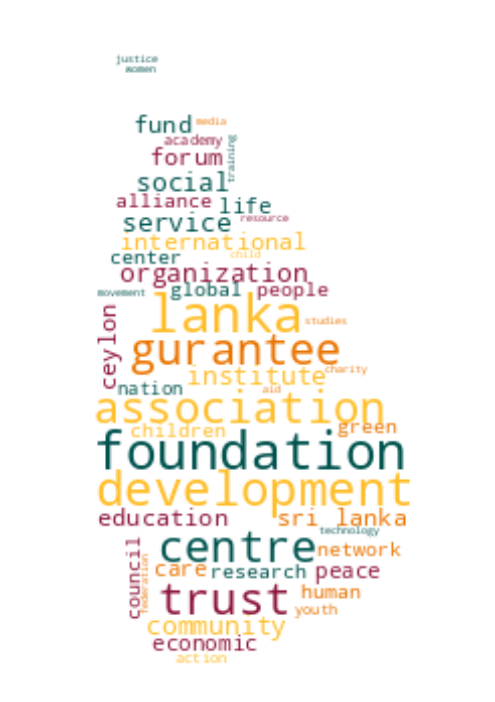 justice
women
fund media
academy
training
forum
social
alliance life
service resource
international
center child
organization
movement global people
lanka
studies
ceylon
gurantee
institute charity
nation aid
association
children green
foundation
development
education sri lanka
technology
centre network
council
federation
care research peace
trust human
youth
community
economic
action